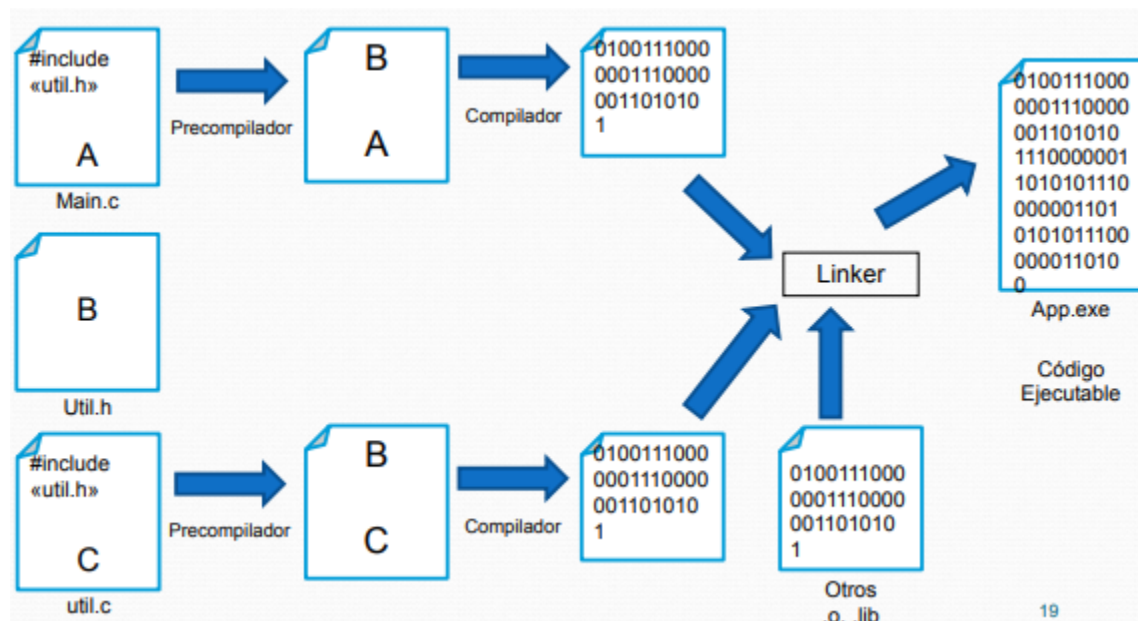 #include
«util.h»
A
Main.c
Precompilador
B
A
Compilador
0100111000
0001110000
001101010
1
B
Util.h
#include
«util.h»
C
util.c
Precompilador
B
C
Compilador
0100111000
0001110000
001101010
1
0100111000
0001110000
001101010
1
Otros
.o, .lib
Linker
0100111000
0001110000
001101010
1110000001
1010101110
000001101
0101011100
000011010
0
App.exe
Código
Ejecutable
19